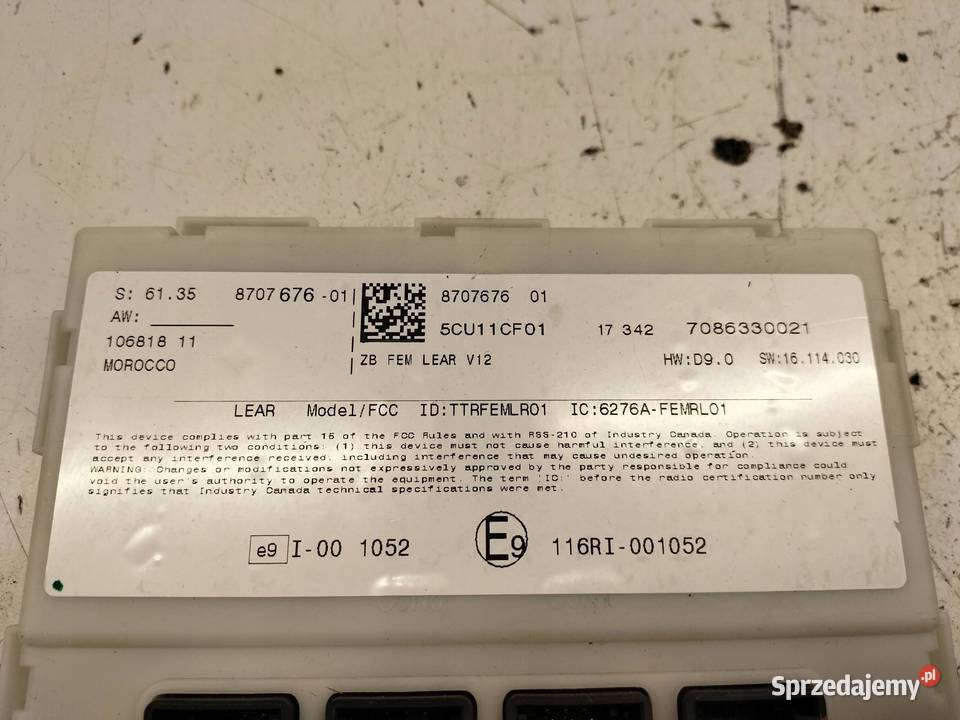 S: 61.35 8707 676 -01 8707676 01
AW:
5CU11CF01 17 342 7086330021
106818 11
MOROCCO ZB FEM LEAR V12 HW:D9.0 SW:16.114.030
LEAR Model/FCC ID:TTRFEMLR01 IC:6276A-FEMRL01
This device complies with part 15 of the FCC Rules and with RSS-210 of Industry Canada. Operation is subject
to the following two conditions: (1) this device must not cause harmful interference, and (2) this device must
accept any interference received, including interference that may cause undesired operation.
WARNING: Changes or modifications not expressively approved by the party responsible for compliance could
void the user's authority to operate the equipment. The term 'IC:' before the radio certification number only
signifies that Industry Canada technical specifications were met.
e9 I-00 1052 E9 116RI-001052
Sprzedajemy.pl